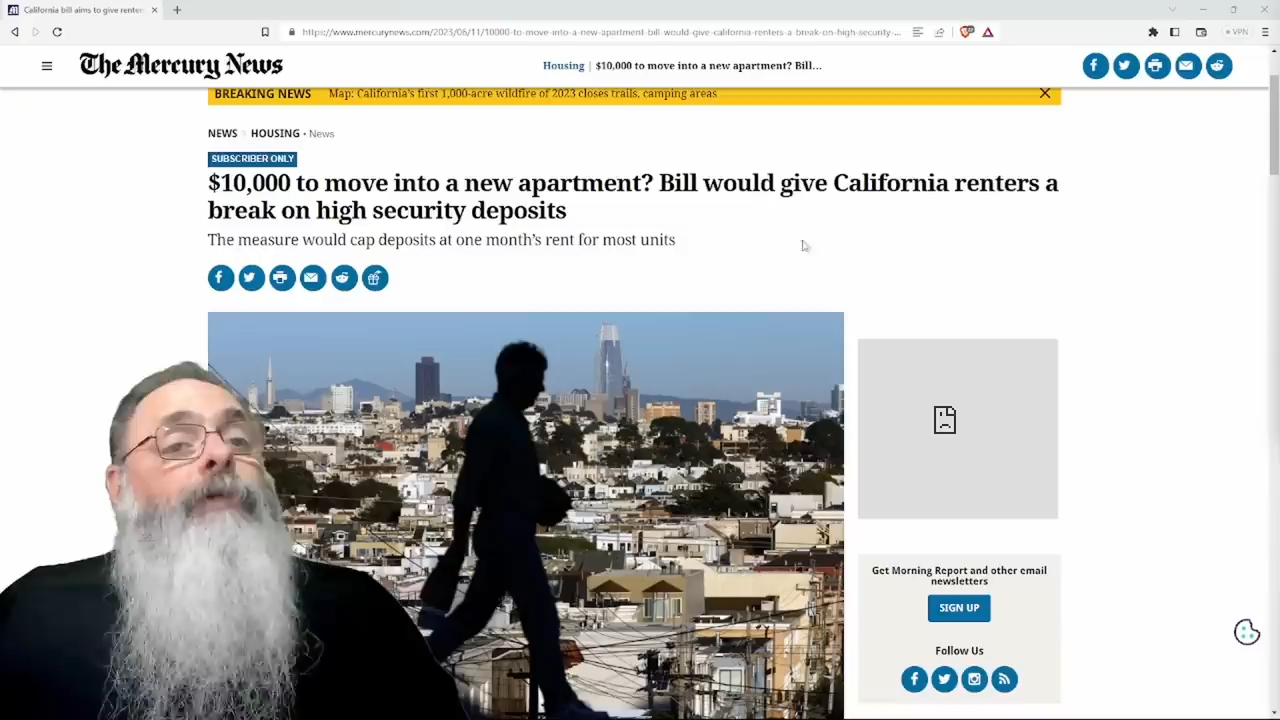 California bill aims to give renter
https://www.mercurynews.com/2023/06/11/10000-to-move-into-a-new-apartment-bill-would-give-california-renters-a-break-on-high-security-...
VPN
The Mercury News
Housing | $10,000 to move into a new apartment? Bill...
BREAKING NEWS Map: California's first 1,000-acre wildfire of 2023 closes trails, camping areas
NEWS HOUSING • News
SUBSCRIBER ONLY
$10,000 to move into a new apartment? Bill would give California renters a
break on high security deposits
The measure would cap deposits at one month's rent for most units
Get Morning Report and other email
newsletters
SIGN UP
Follow Us